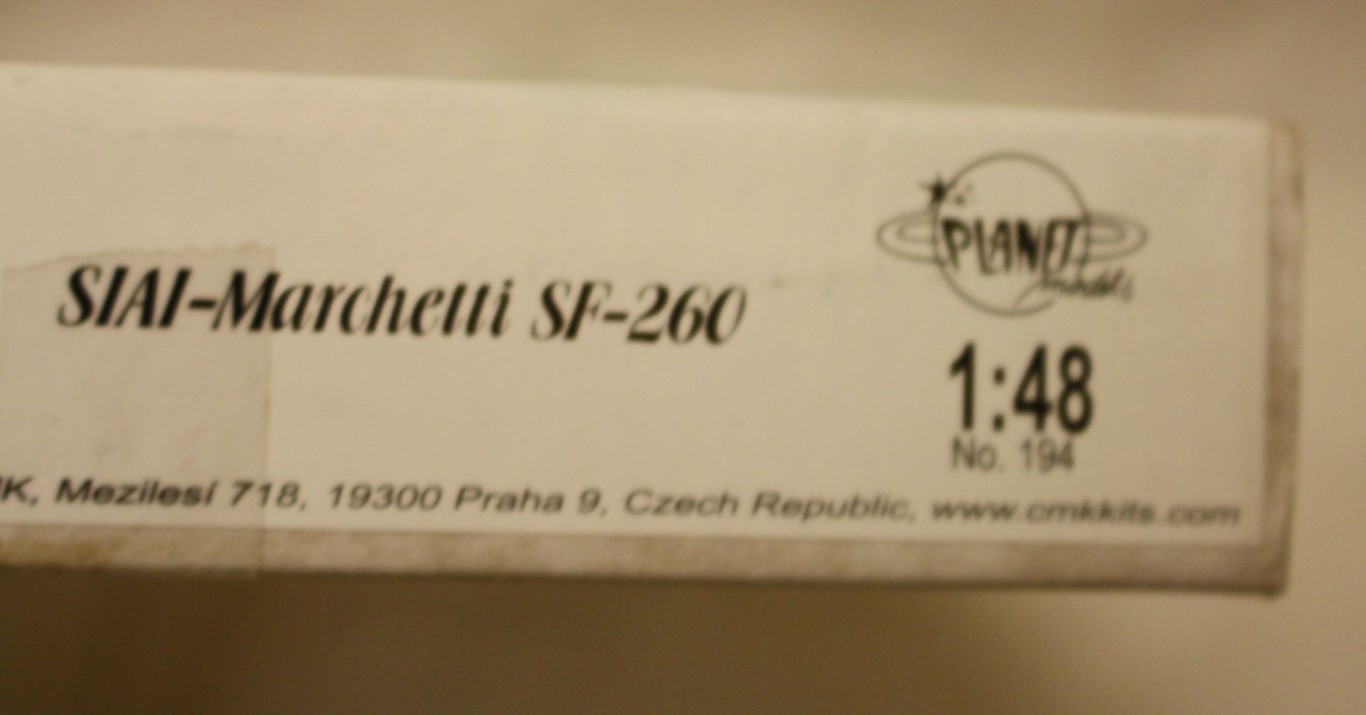 SIAI-Marchetti SF-260
PLANET
models
1:48
No. 194
K, Mezilesí 718, 19300 Praha 9, Czech Republic, www.cmkkits.com